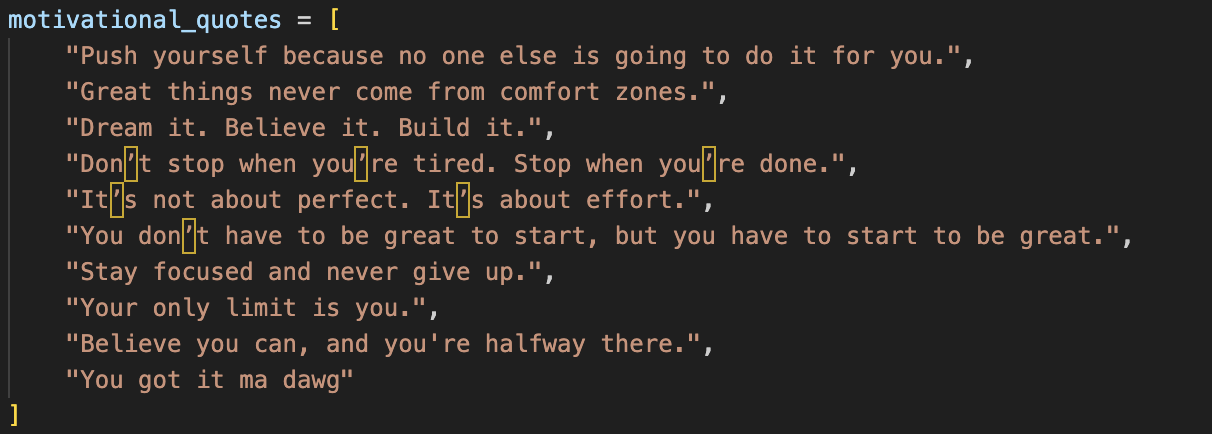 motivational_quotes = [
    "Push yourself because no one else is going to do it for you.",
    "Great things never come from comfort zones.",
    "Dream it. Believe it. Build it.",
    "Don’t stop when you’re tired. Stop when you’re done.",
    "It’s not about perfect. It’s about effort.",
    "You don’t have to be great to start, but you have to start to be great.",
    "Stay focused and never give up.",
    "Your only limit is you.",
    "Believe you can, and you're halfway there.",
    "You got it ma dawg"
]